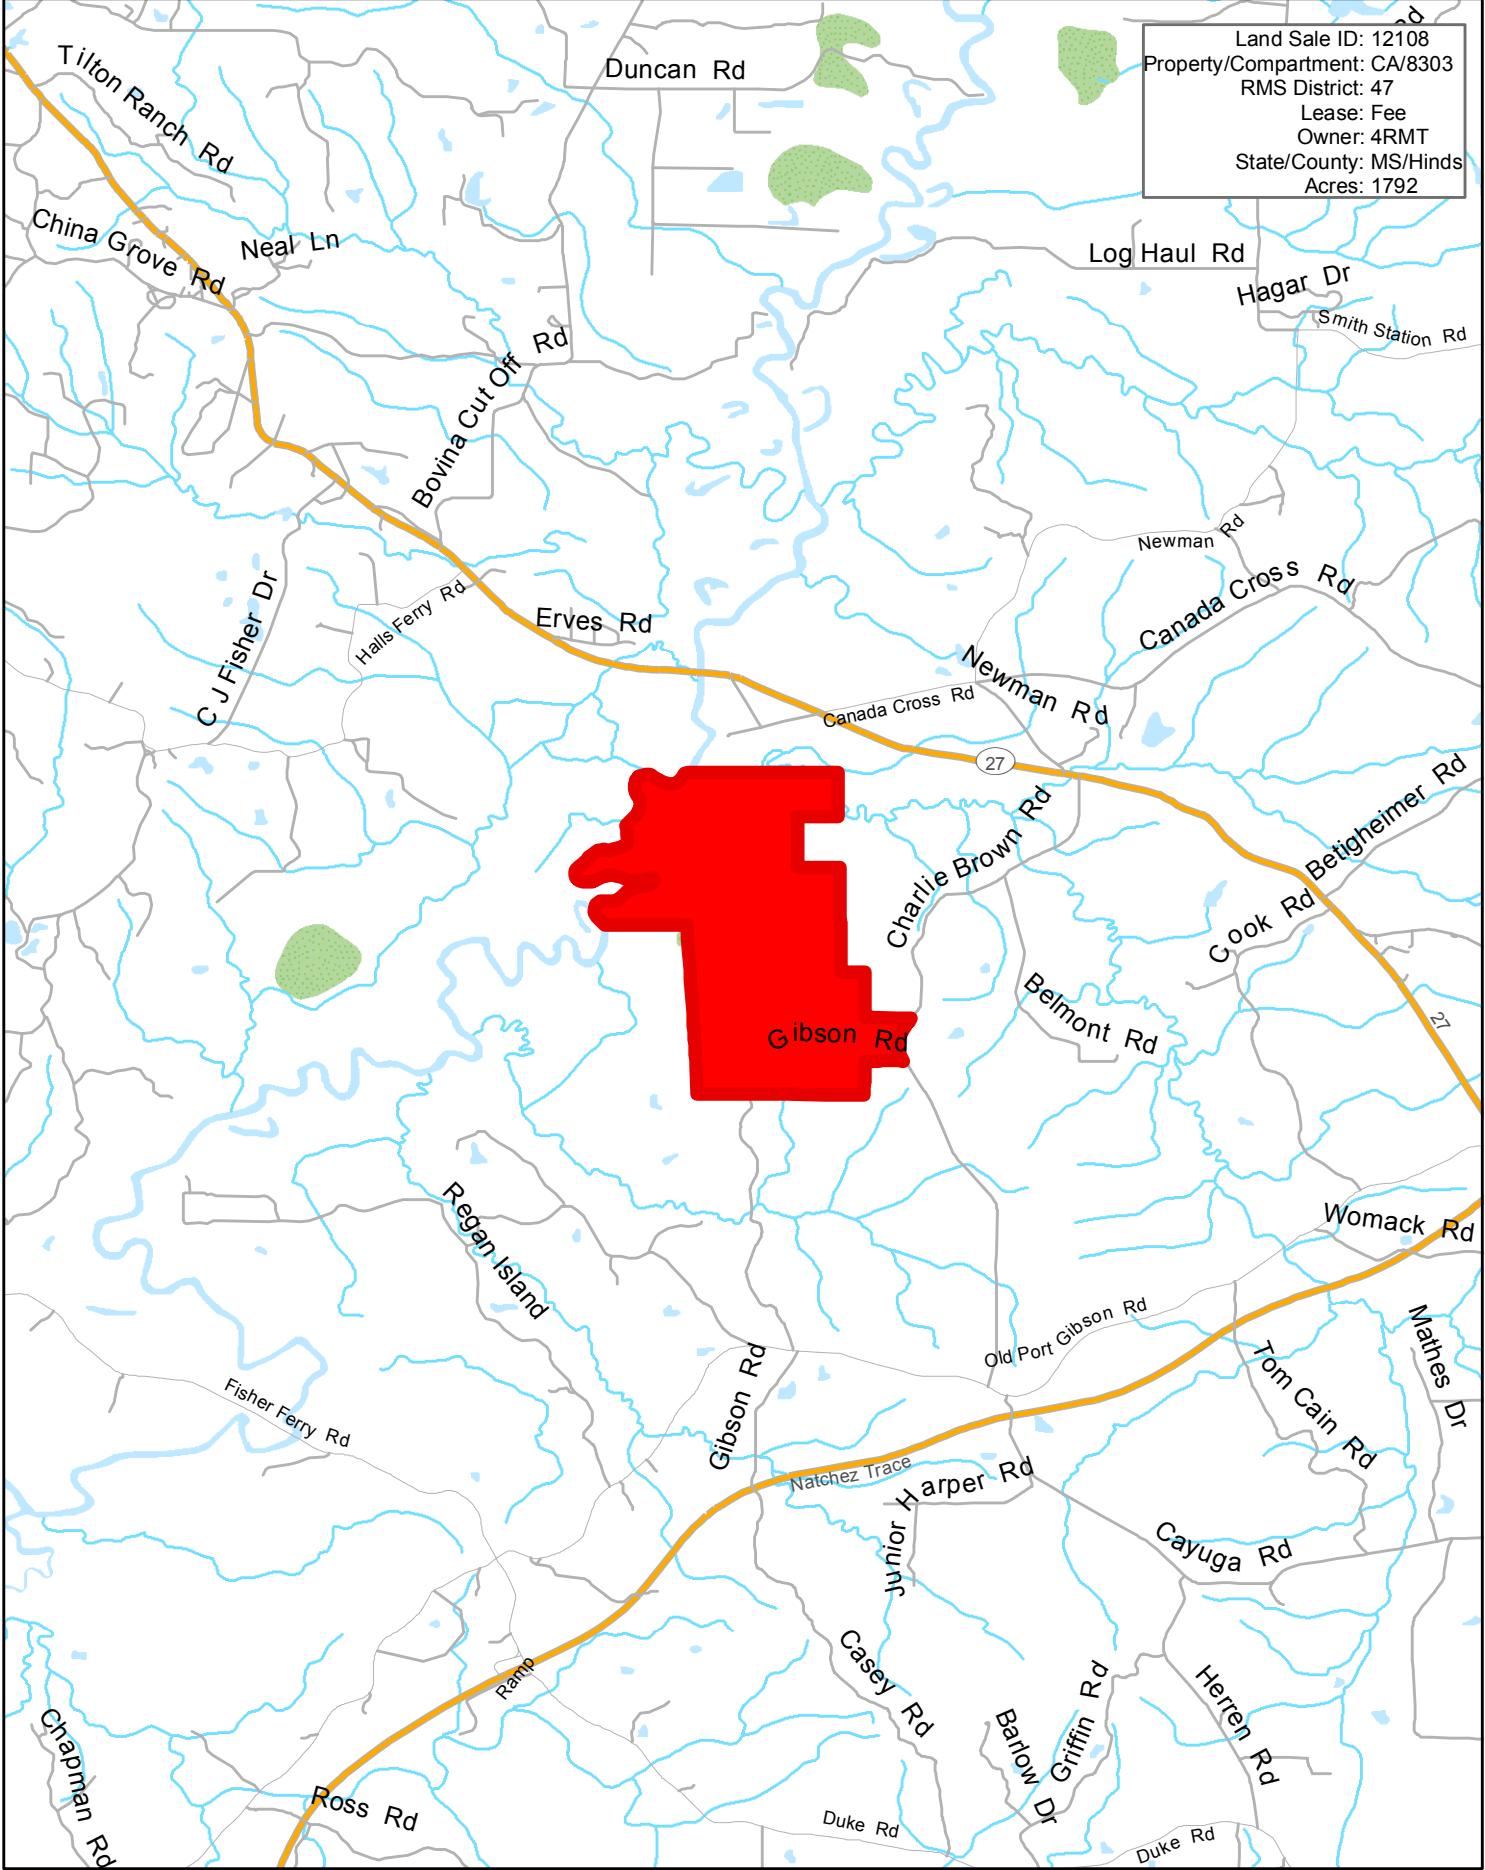 Land Sale ID: 12108
Property/Compartment: CA/8303
RMS District: 47
Lease: Fee
Owner: 4RMT
State/County: MS/Hinds
Acres: 1792
Tilton Ranch Rd
Duncan Rd
China Grove Rd
Neal Ln
Log Haul Rd
Hagar Dr
Smith Station Rd
Bovina Cut Off Rd
Newman Rd
Canada Cross Rd
C J Fisher Dr
Halls Ferry Rd
Erves Rd
Newman Rd
Canada Cross Rd
27
Betigheimer Rd
Charlie Brown Rd
Cook Rd
Belmont Rd
27
Gibson Rd
Regan Island
Womack Rd
Old Port Gibson Rd
Mathes Dr
Tom Cain Rd
Fisher Ferry Rd
Gibson Rd
Natchez Trace
Junior Harper Rd
Cayuga Rd
Ramp
Casey Rd
Barlow Dr
Griffin Rd
Herren Rd
Chapman Rd
Ross Rd
Duke Rd
Duke Rd